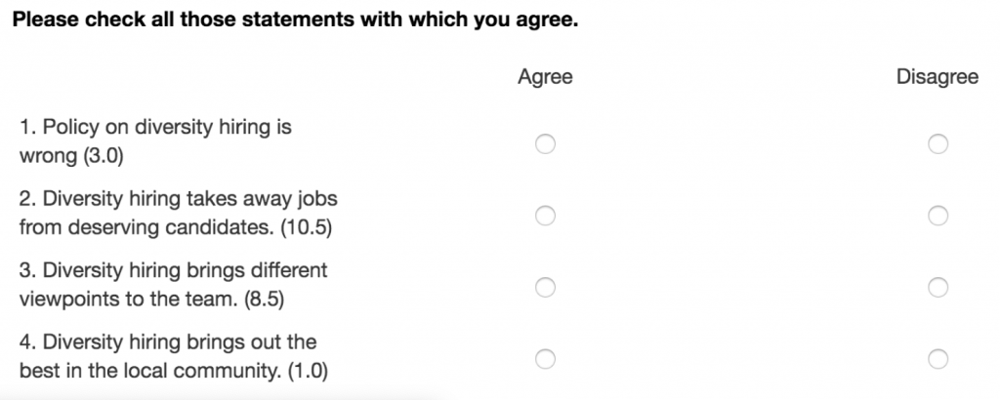 Please check all those statements with which you agree.
Agree Disagree
1. Policy on diversity hiring is
wrong (3.0)
2. Diversity hiring takes away jobs
from deserving candidates. (10.5)
3. Diversity hiring brings different
viewpoints to the team. (8.5)
4. Diversity hiring brings out the
best in the local community. (1.0)